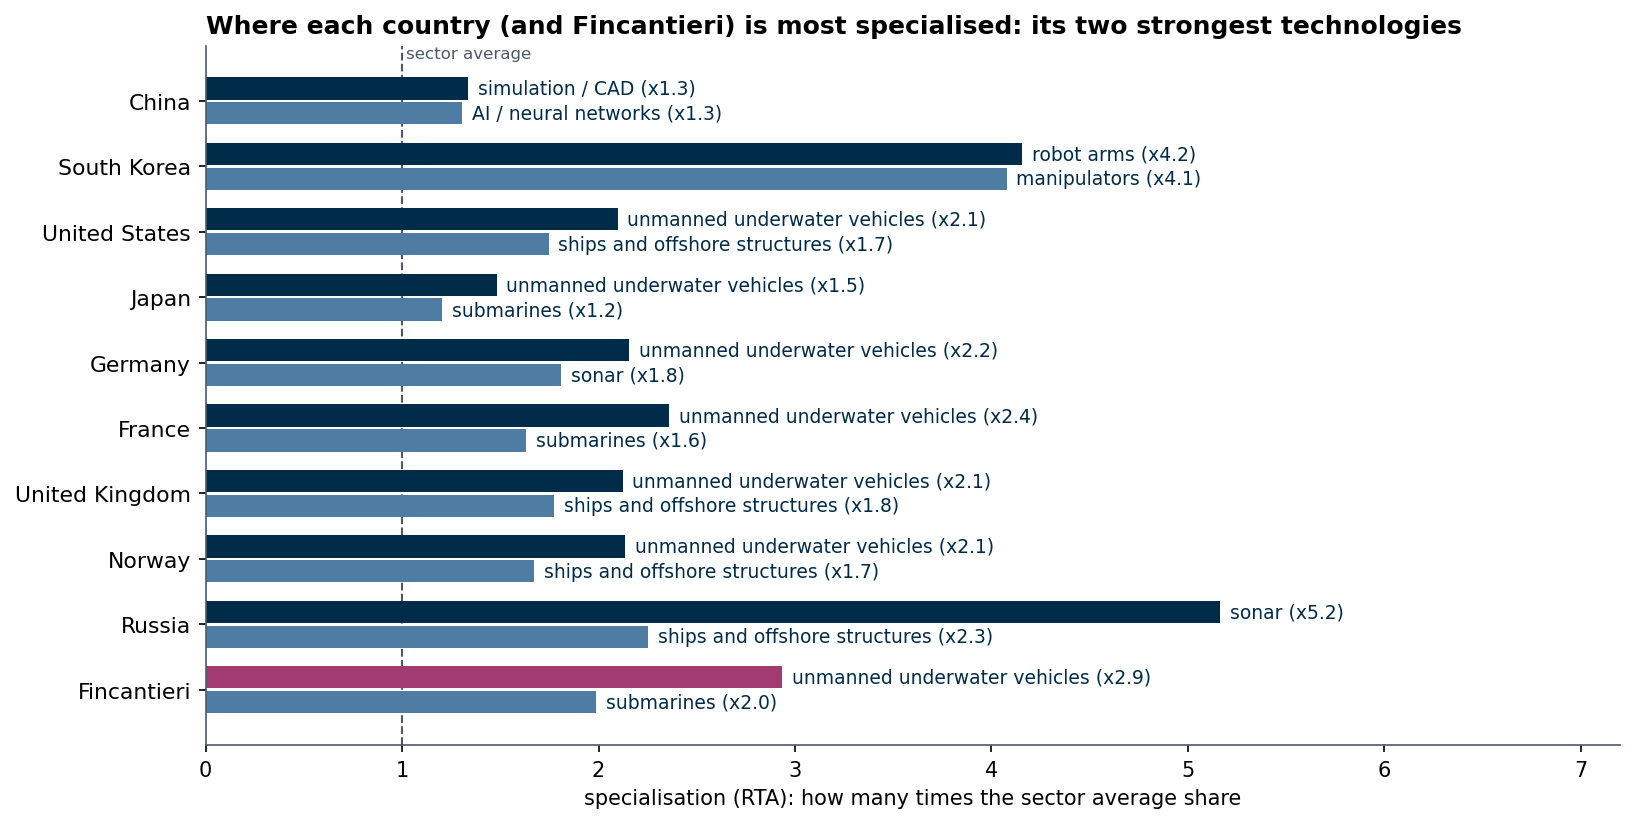 Where each country (and Fincantieri) is most specialised: its two strongest technologies
sector average
China
simulation / CAD (x1.3)
AI / neural networks (x1.3)
South Korea
robot arms (x4.2)
manipulators (x4.1)
United States
unmanned underwater vehicles (x2.1)
ships and offshore structures (x1.7)
Japan
unmanned underwater vehicles (x1.5)
submarines (x1.2)
Germany
unmanned underwater vehicles (x2.2)
sonar (x1.8)
France
unmanned underwater vehicles (x2.4)
submarines (x1.6)
United Kingdom
unmanned underwater vehicles (x2.1)
ships and offshore structures (x1.8)
Norway
unmanned underwater vehicles (x2.1)
ships and offshore structures (x1.7)
Russia
sonar (x5.2)
ships and offshore structures (x2.3)
Fincantieri
unmanned underwater vehicles (x2.9)
submarines (x2.0)
0 1 2 3 4 5 6 7
specialisation (RTA): how many times the sector average share